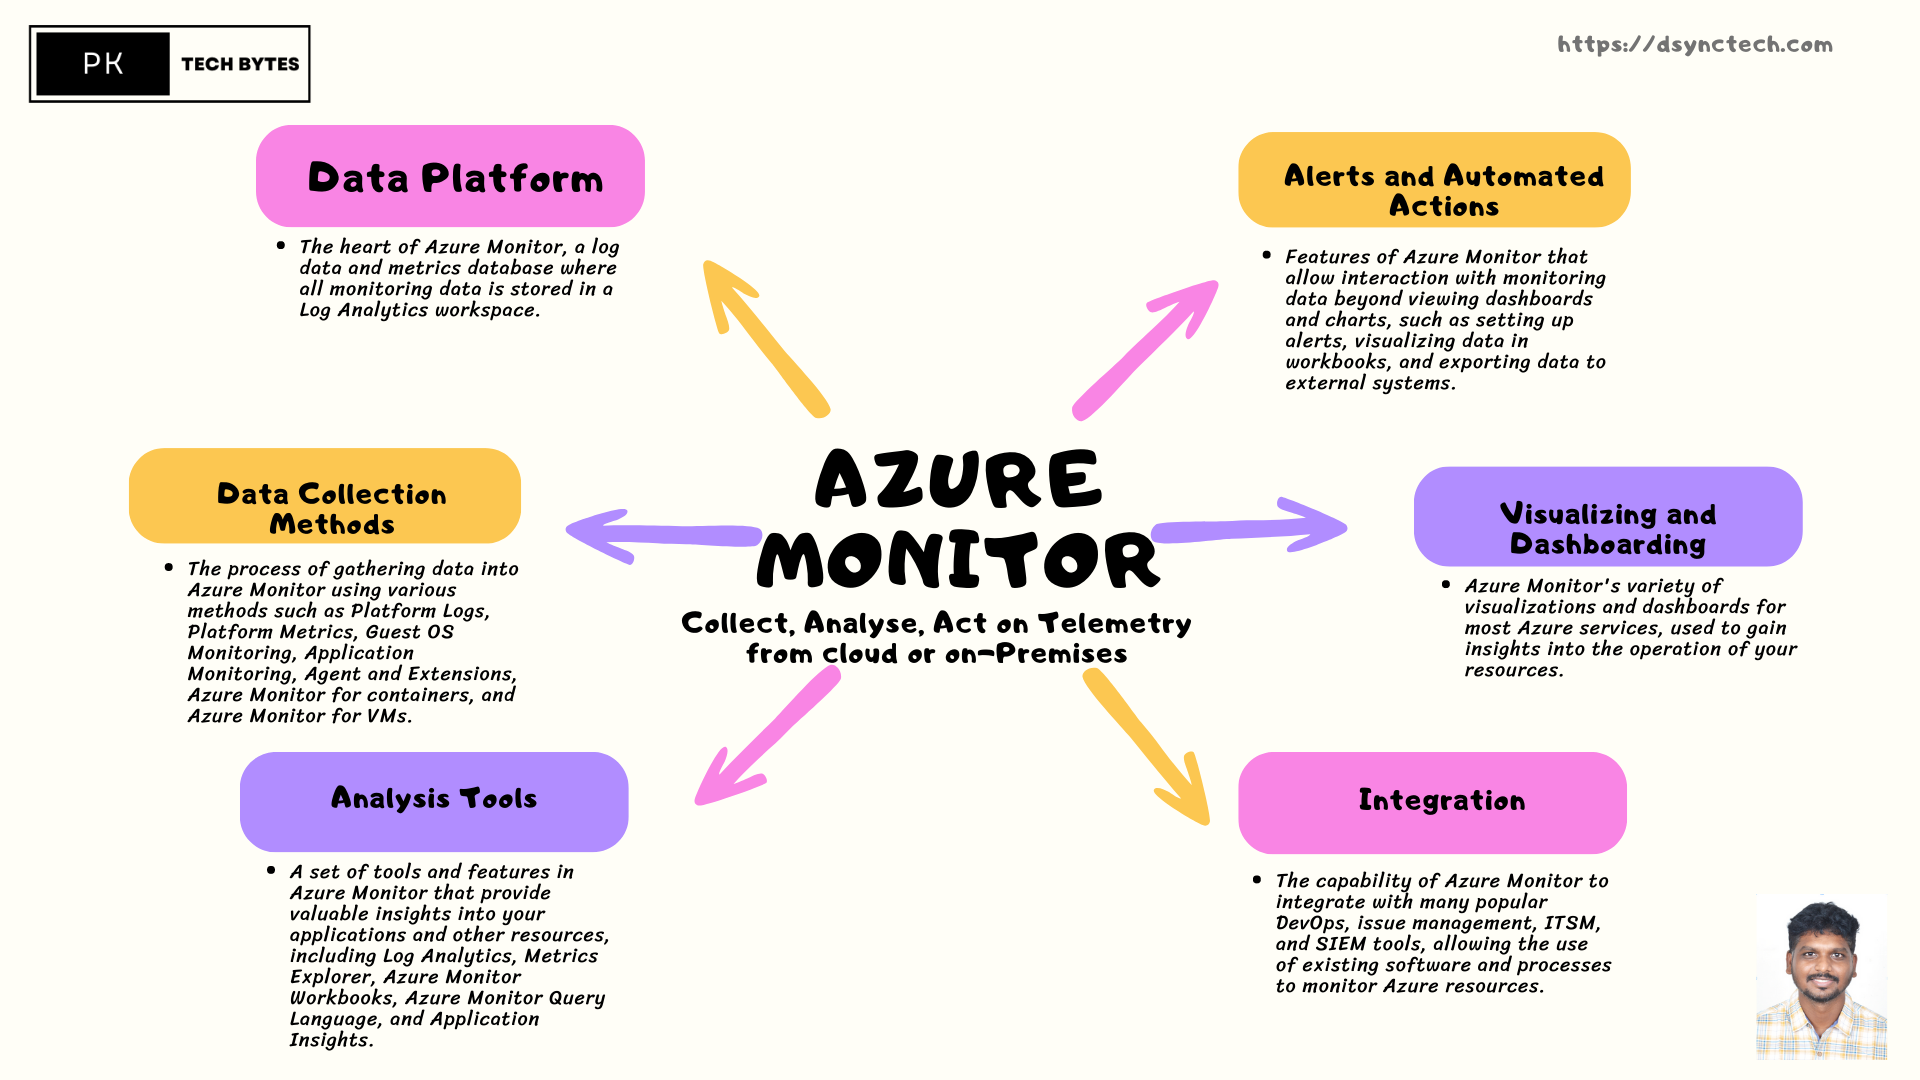 PK
TECH BYTES
https://dsynctech.com
Data Platform
• The heart of Azure Monitor, a log
data and metrics database where
all monitoring data is stored in a
Log Analytics workspace.
Alerts and Automated
Actions
• Features of Azure Monitor that
allow interaction with monitoring
data beyond viewing dashboards
and charts, such as setting up
alerts, visualizing data in
workbooks, and exporting data to
external systems.
Data Collection
Methods
• The process of gathering data into
Azure Monitor using various
methods such as Platform Logs,
Platform Metrics, Guest OS
Monitoring, Application
Monitoring, Agent and Extensions,
Azure Monitor for containers, and
Azure Monitor for VMs.
AZURE
MONITOR
Collect, Analyse, Act on Telemetry
from cloud or on-Premises
Visualizing and
Dashboarding
• Azure Monitor's variety of
visualizations and dashboards for
most Azure services, used to gain
insights into the operation of your
resources.
Analysis Tools
• A set of tools and features in
Azure Monitor that provide
valuable insights into your
applications and other resources,
including Log Analytics, Metrics
Explorer, Azure Monitor
Workbooks, Azure Monitor Query
Language, and Application
Insights.
Integration
• The capability of Azure Monitor to
integrate with many popular
DevOps, issue management, ITSM,
and SIEM tools, allowing the use
of existing software and processes
to monitor Azure resources.